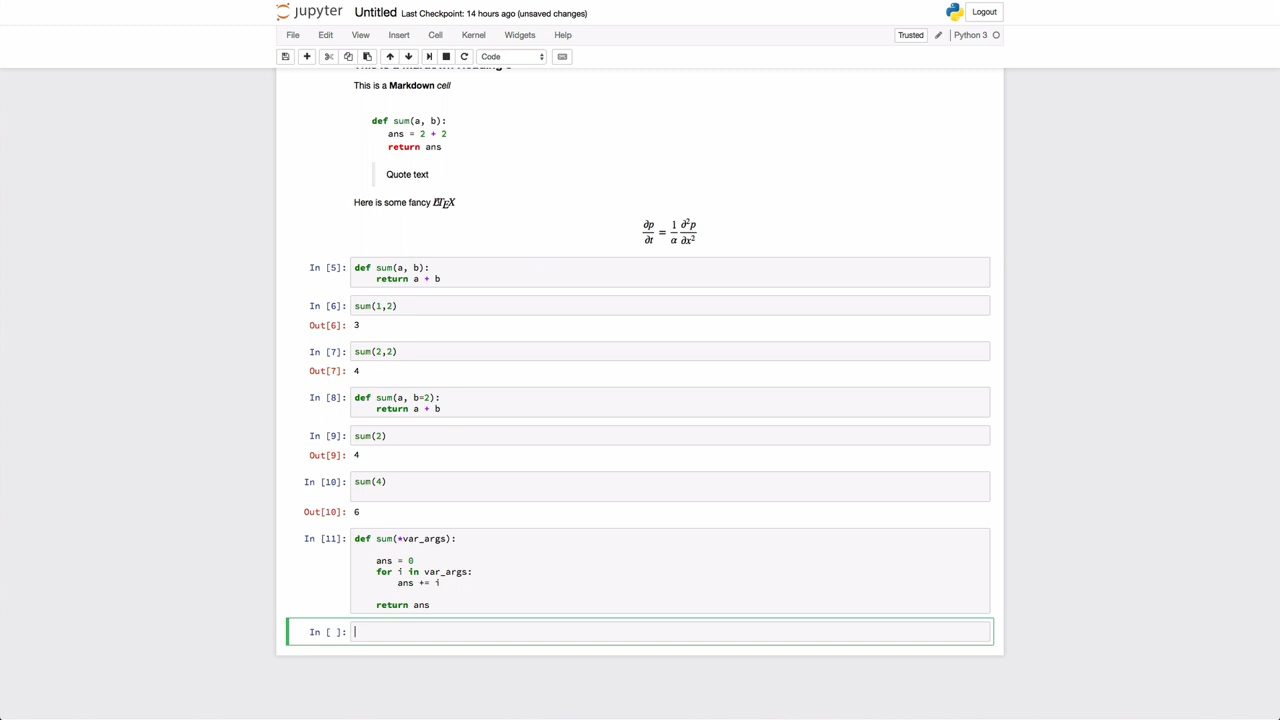 jupyter Untitled Last Checkpoint: 14 hours ago (unsaved changes) Logout
File Edit View Insert Cell Kernel Widgets Help Trusted Python 3
Code
This is a Markdown cell
def sum(a, b):
ans = 2 + 2
return ans
Quote text
Here is some fancy LATEX
∂p/∂t = 1/α ∂²p/∂x²
In [5]: def sum(a, b):
return a + b
In [6]: sum(1,2)
Out[6]: 3
In [7]: sum(2,2)
Out[7]: 4
In [8]: def sum(a, b=2):
return a + b
In [9]: sum(2)
Out[9]: 4
In [10]: sum(4)
Out[10]: 6
In [11]: def sum(*var_args):
ans = 0
for i in var_args:
ans += i
return ans
In [ ]: